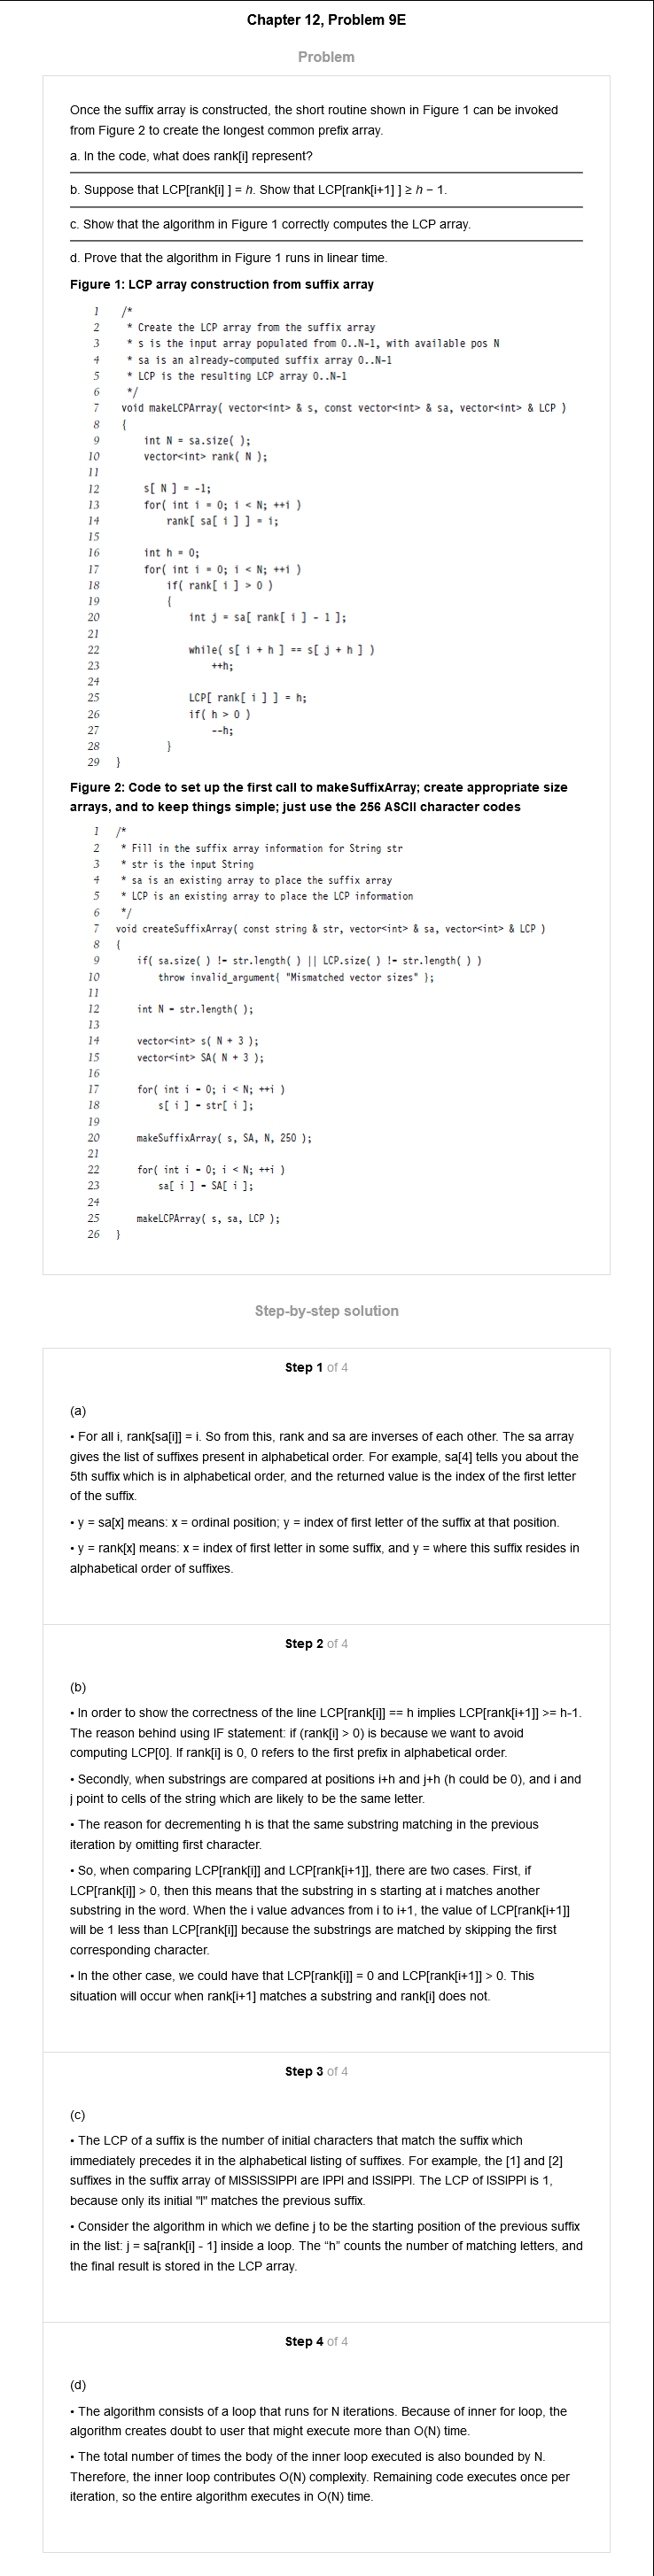 Chapter 12, Problem 9E
Problem
Once the suffix array is constructed, the short routine shown in Figure 1 can be invoked
from Figure 2 to create the longest common prefix array.
a. In the code, what does rank[i] represent?
b. Suppose that LCP[rank[i] ] = h. Show that LCP[rank[i+1] ] ≥ h − 1.
c. Show that the algorithm in Figure 1 correctly computes the LCP array.
d. Prove that the algorithm in Figure 1 runs in linear time.
Figure 1: LCP array construction from suffix array
1 /*
2 * Create the LCP array from the suffix array
3 * s is the input array populated from 0..N-1, with available pos N
4 * sa is an already-computed suffix array 0..N-1
5 * LCP is the resulting LCP array 0..N-1
6 */
7 void makeLCPArray( vector<int> & s, const vector<int> & sa, vector<int> & LCP )
8 {
9 int N = sa.size( );
10 vector<int> rank( N );
11
12 s[ N ] = -1;
13 for( int i = 0; i < N; ++i )
14 rank[ sa[ i ] ] = i;
15
16 int h = 0;
17 for( int i = 0; i < N; ++i )
18 if( rank[ i ] > 0 )
19 {
20 int j = sa[ rank[ i ] - 1 ];
21
22 while( s[ i + h ] == s[ j + h ] )
23 ++h;
24
25 LCP[ rank[ i ] ] = h;
26 if( h > 0 )
27 --h;
28 }
29 }
Figure 2: Code to set up the first call to makeSuffixArray; create appropriate size
arrays, and to keep things simple; just use the 256 ASCII character codes
1 /*
2 * Fill in the suffix array information for String str
3 * str is the input String
4 * sa is an existing array to place the suffix array
5 * LCP is an existing array to place the LCP information
6 */
7 void createSuffixArray( const string & str, vector<int> & sa, vector<int> & LCP )
8 {
9 if( sa.size( ) !- str.length( ) || LCP.size( ) !- str.length( ) )
10 throw invalid_argument{ "Mismatched vector sizes" };
11
12 int N - str.length( );
13
14 vector<int> s( N + 3 );
15 vector<int> SA( N + 3 );
16
17 for( int i - 0; i < N; ++i )
18 s[ i ] - str[ i ];
19
20 makeSuffixArray( s, SA, N, 250 );
21
22 for( int i - 0; i < N; ++i )
23 sa[ i ] - SA[ i ];
24
25 makeLCPArray( s, sa, LCP );
26 }
Step-by-step solution
Step 1 of 4
(a)
• For all i, rank[sa[i]] = i. So from this, rank and sa are inverses of each other. The sa array
gives the list of suffixes present in alphabetical order. For example, sa[4] tells you about the
5th suffix which is in alphabetical order, and the returned value is the index of the first letter
of the suffix.
• y = sa[x] means: x = ordinal position; y = index of first letter of the suffix at that position.
• y = rank[x] means: x = index of first letter in some suffix, and y = where this suffix resides in
alphabetical order of suffixes.
Step 2 of 4
(b)
• In order to show the correctness of the line LCP[rank[i]] == h implies LCP[rank[i+1]] >= h-1.
The reason behind using IF statement: if (rank[i] > 0) is because we want to avoid
computing LCP[0]. If rank[i] is 0, 0 refers to the first prefix in alphabetical order.
• Secondly, when substrings are compared at positions i+h and j+h (h could be 0), and i and
j point to cells of the string which are likely to be the same letter.
• The reason for decrementing h is that the same substring matching in the previous
iteration by omitting first character.
• So, when comparing LCP[rank[i]] and LCP[rank[i+1]], there are two cases. First, if
LCP[rank[i]] > 0, then this means that the substring in s starting at i matches another
substring in the word. When the i value advances from i to i+1, the value of LCP[rank[i+1]]
will be 1 less than LCP[rank[i]] because the substrings are matched by skipping the first
corresponding character.
• In the other case, we could have that LCP[rank[i]] = 0 and LCP[rank[i+1]] > 0. This
situation will occur when rank[i+1] matches a substring and rank[i] does not.
Step 3 of 4
(c)
• The LCP of a suffix is the number of initial characters that match the suffix which
immediately precedes it in the alphabetical listing of suffixes. For example, the [1] and [2]
suffixes in the suffix array of MISSISSIPPI are IPPI and ISSIPPI. The LCP of ISSIPPI is 1,
because only its initial "I" matches the previous suffix.
• Consider the algorithm in which we define j to be the starting position of the previous suffix
in the list: j = sa[rank[i] - 1] inside a loop. The “h” counts the number of matching letters, and
the final result is stored in the LCP array.
Step 4 of 4
(d)
• The algorithm consists of a loop that runs for N iterations. Because of inner for loop, the
algorithm creates doubt to user that might execute more than O(N) time.
• The total number of times the body of the inner loop executed is also bounded by N.
Therefore, the inner loop contributes O(N) complexity. Remaining code executes once per
iteration, so the entire algorithm executes in O(N) time.